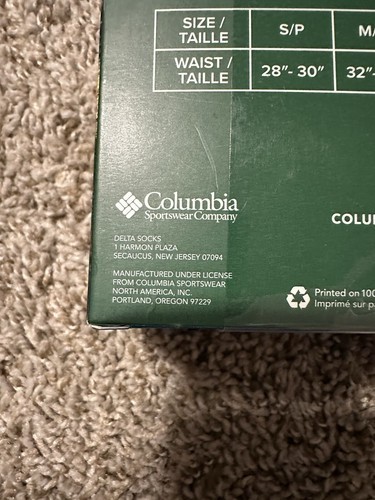 SIZE / TAILLE S/P
WAIST / TAILLE 28"- 30" 32"-
Columbia
Sportswear Company
DELTA SOCKS
1 HARMON PLAZA
SECAUCUS, NEW JERSEY 07094
MANUFACTURED UNDER LICENSE
FROM COLUMBIA SPORTSWEAR
NORTH AMERICA, INC.
PORTLAND, OREGON 97229
COLU
Printed on 100
Imprimé sur p